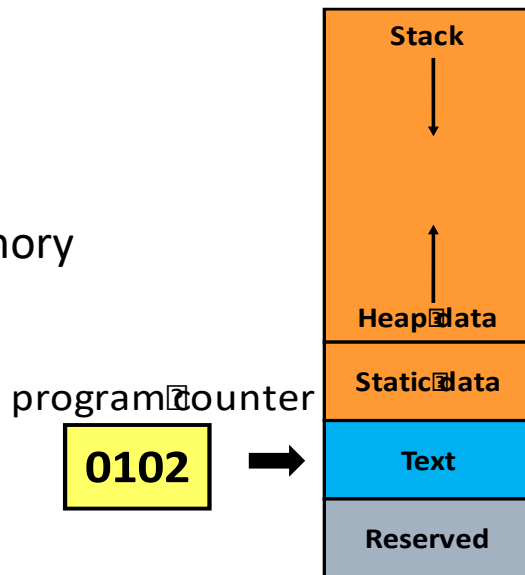 Stack
nory
Heap data
program counter
Static data
0102
Text
Reserved